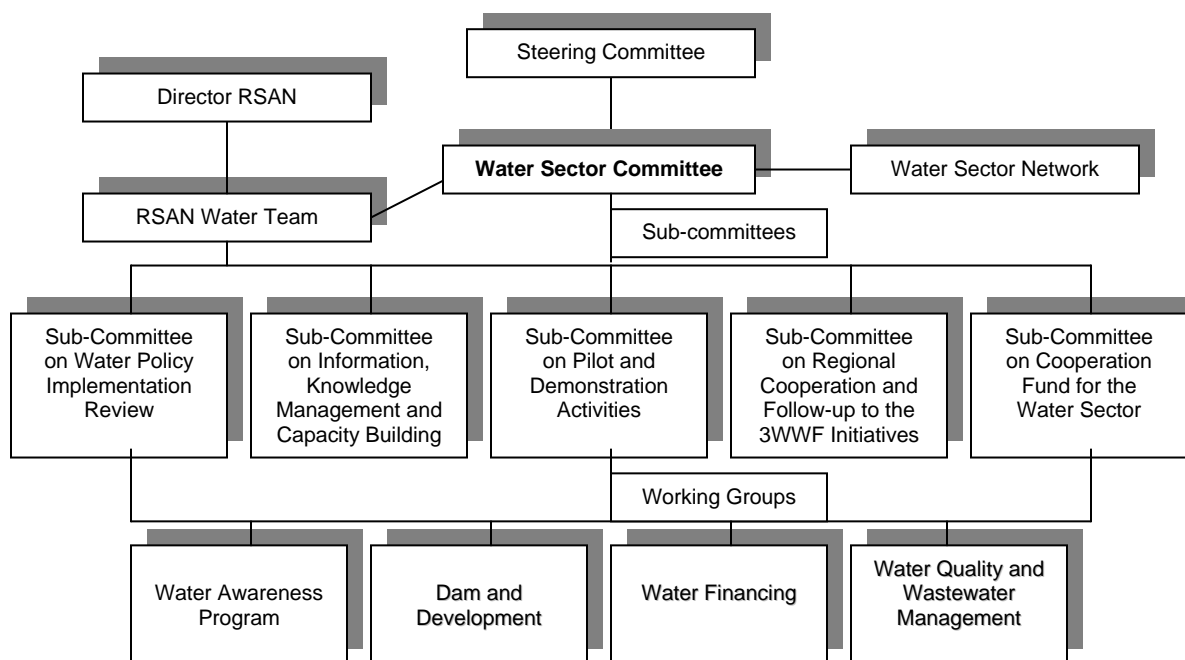 Steering Committee
Director RSAN
Water Sector Committee
Water Sector Network
RSAN Water Team
Sub-committees
Sub-Committee
on Water Policy
Implementation
Review
Sub-Committee
on Information,
Knowledge
Management and
Capacity Building
Sub-Committee
on Pilot and
Demonstration
Activities
Sub-Committee
on Regional
Cooperation and
Follow-up to the
3WWF Initiatives
Sub-Committee
on Cooperation
Fund for the
Water Sector
Working Groups
Water Awareness
Program
Dam and
Development
Water Financing
Water Quality and
Wastewater
Management